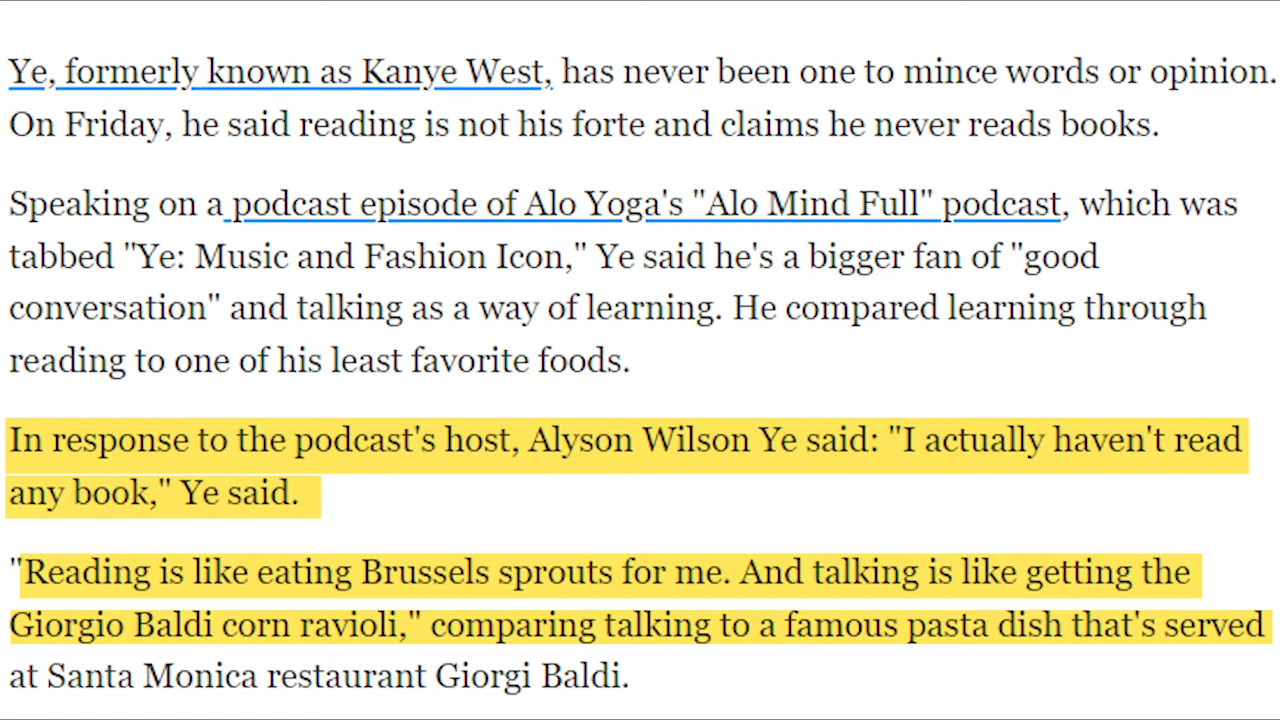 Ye, formerly known as Kanye West, has never been one to mince words or opinion.
On Friday, he said reading is not his forte and claims he never reads books.
Speaking on a podcast episode of Alo Yoga's "Alo Mind Full" podcast, which was
tabbed "Ye: Music and Fashion Icon," Ye said he's a bigger fan of "good
conversation" and talking as a way of learning. He compared learning through
reading to one of his least favorite foods.
In response to the podcast's host, Alyson Wilson Ye said: "I actually haven't read
any book," Ye said.
"Reading is like eating Brussels sprouts for me. And talking is like getting the
Giorgio Baldi corn ravioli," comparing talking to a famous pasta dish that's served
at Santa Monica restaurant Giorgi Baldi.